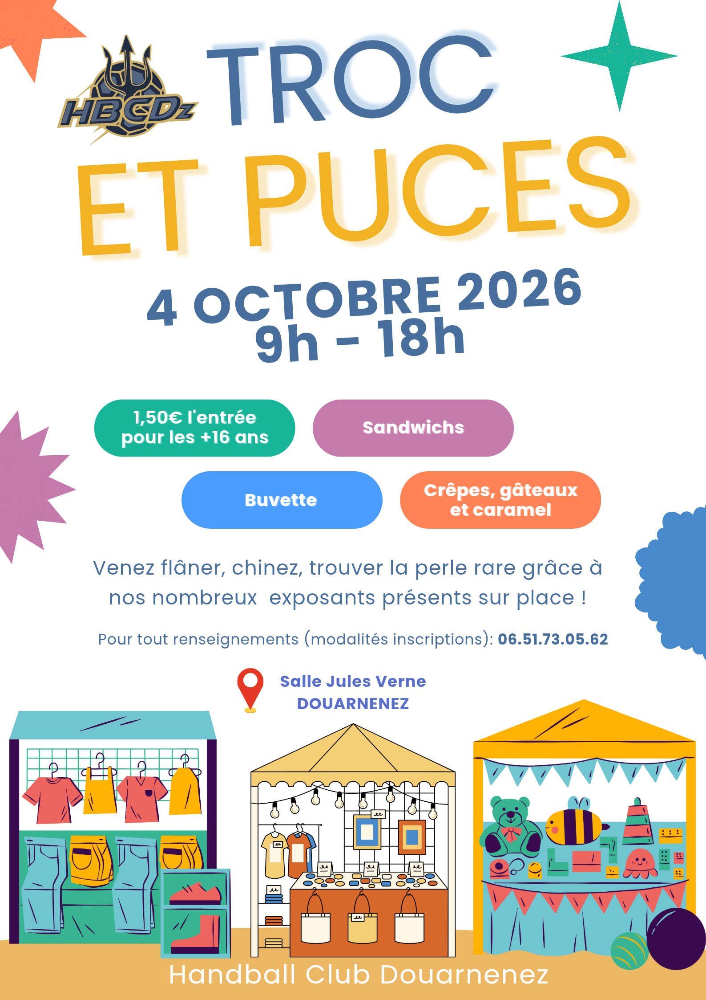 HBCDz
TROC
ET PUCES
4 OCTOBRE 2026
9h - 18h
1,50€ l'entrée
pour les +16 ans
Sandwichs
Buvette
Crêpes, gâteaux
et caramel
Venez flâner, chinez, trouver la perle rare grâce à
nos nombreux  exposants présents sur place !
Pour tout renseignements (modalités inscriptions): 06.51.73.05.62
Salle Jules Verne
DOUARNENEZ
Handball Club Douarnenez